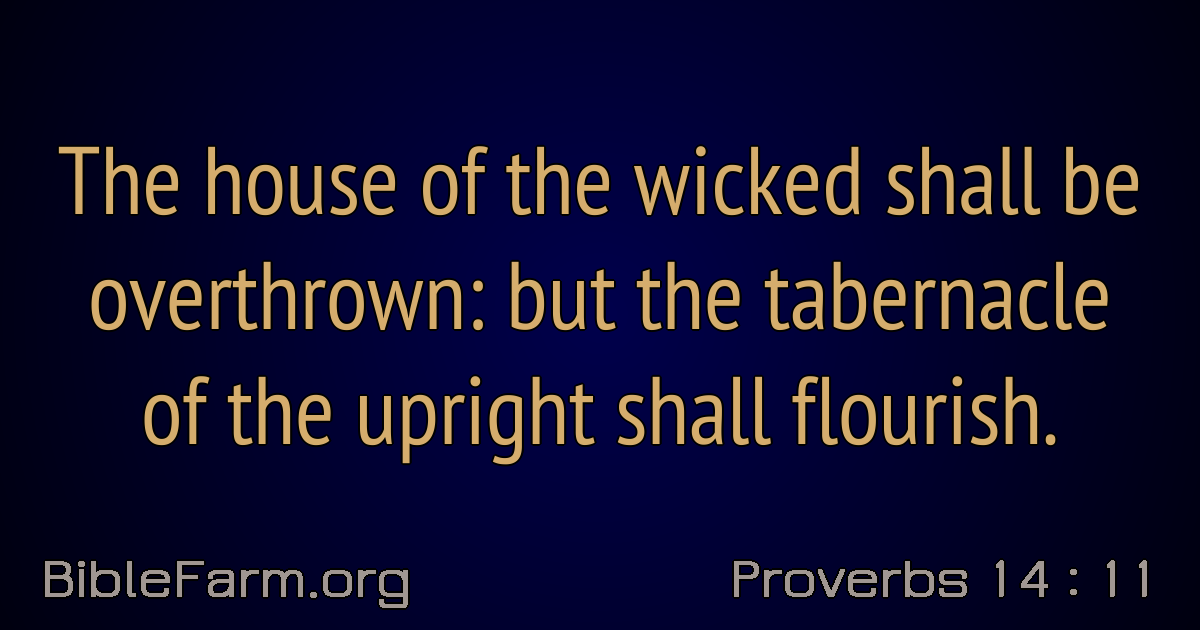 The house of the wicked shall be
overthrown: but the tabernacle
of the upright shall flourish.
BibleFarm.org
Proverbs 14 : 11